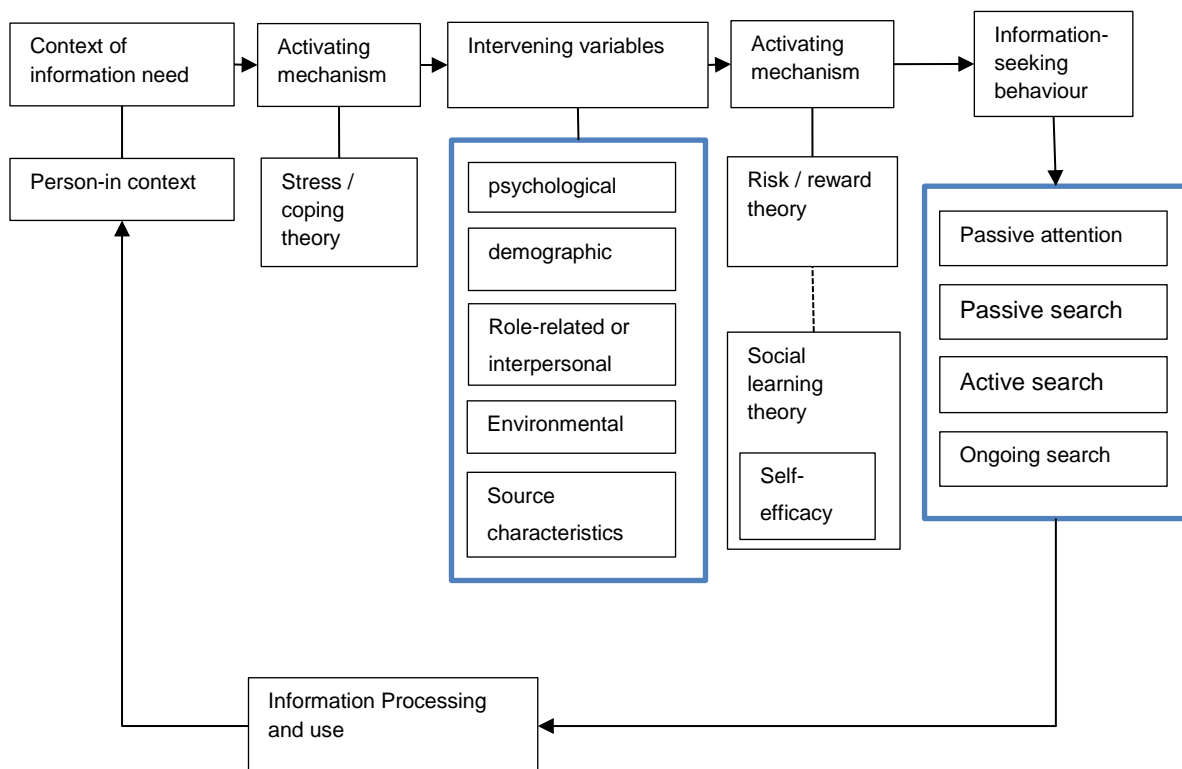 Context of
information need
Activating
mechanism
Intervening variables
Activating
mechanism
Information-
seeking
behaviour
Person-in context
Stress /
coping
theory
psychological
demographic
Role-related or
interpersonal
Environmental
Source
characteristics
Risk / reward
theory
Social
learning
theory
Self-
efficacy
Passive attention
Passive search
Active search
Ongoing search
Information Processing
and use